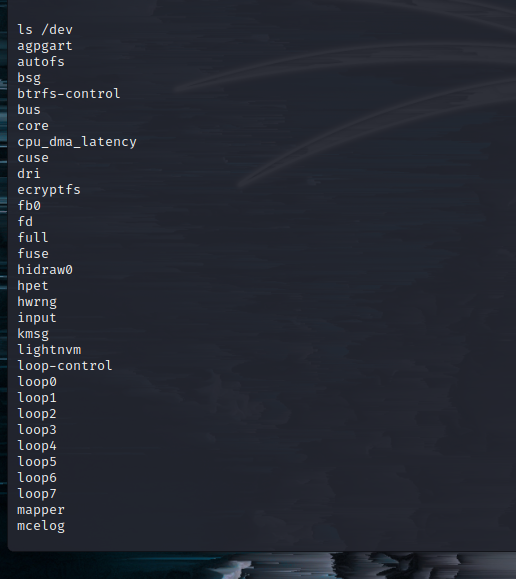 ls /dev
agpgart
autofs
bsg
btrfs-control
bus
core
cpu_dma_latency
cuse
dri
ecryptfs
fb0
fd
full
fuse
hidraw0
hpet
hwrng
input
kmsg
lightnvm
loop-control
loop0
loop1
loop2
loop3
loop4
loop5
loop6
loop7
mapper
mcelog